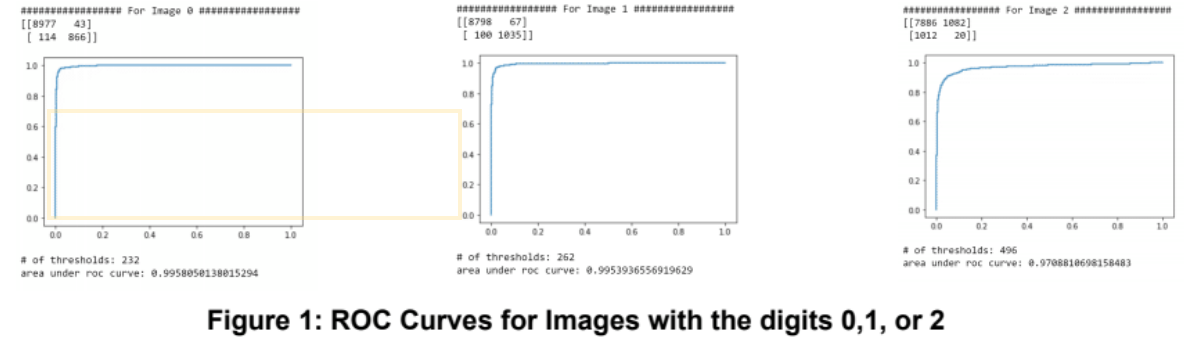 ################# For Image 0 #################
[[8977   43]
 [ 114  866]]
1.0
0.8
0.6
0.4
0.2
0.0
0.0 0.2 0.4 0.6 0.8 1.0
# of thresholds: 232
area under roc curve: 0.9958050138015294
################# For Image 1 #################
[[8798   67]
 [ 100 1035]]
1.0
0.8
0.6
0.4
0.2
0.0
0.0 0.2 0.4 0.6 0.8 1.0
# of thresholds: 262
area under roc curve: 0.9953936556919629
################# For Image 2 #################
[[7886 1082]
 [1012   20]]
1.0
0.8
0.6
0.4
0.2
0.0
0.0 0.2 0.4 0.6 0.8 1.0
# of thresholds: 496
area under roc curve: 0.9708810698158483
Figure 1: ROC Curves for Images with the digits 0,1, or 2